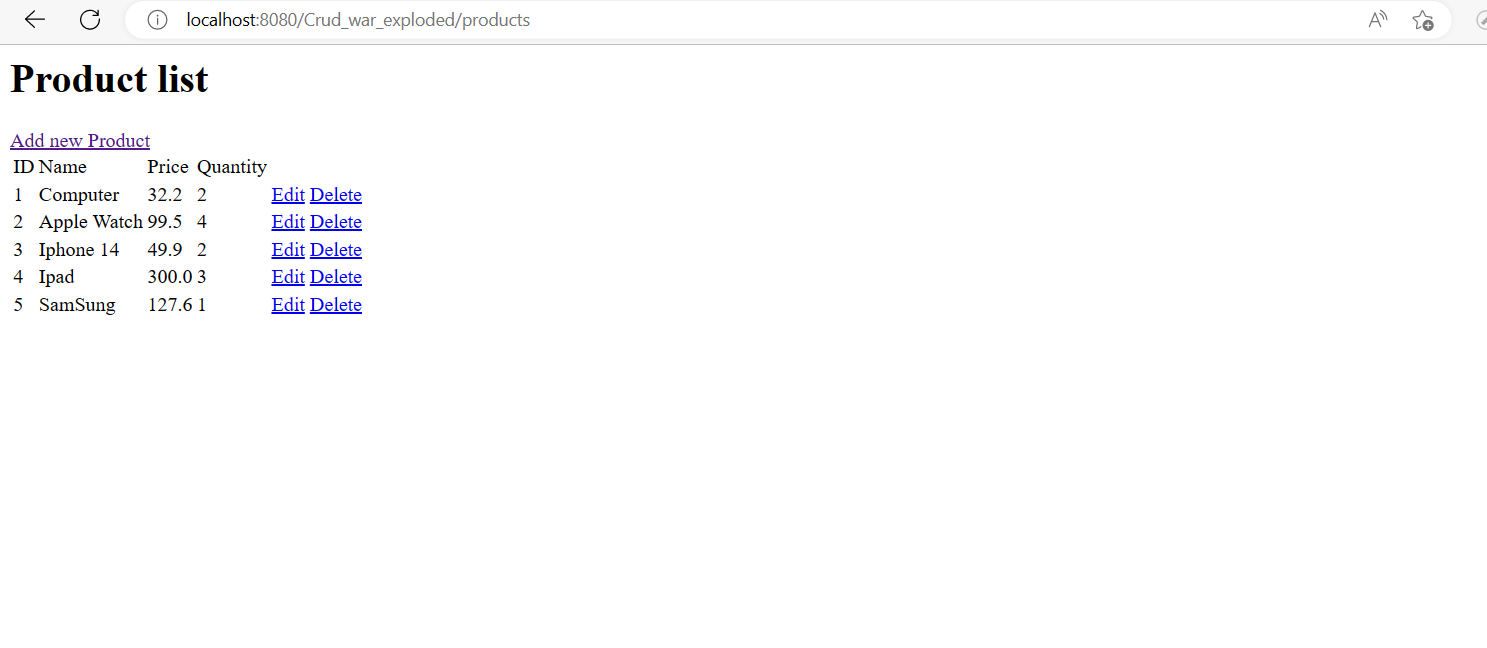 localhost:8080/Crud_war_exploded/products
Product list
Add new Product
ID Name Price Quantity
1 Computer 32.2 2 Edit Delete
2 Apple Watch 99.5 4 Edit Delete
3 Iphone 14 49.9 2 Edit Delete
4 Ipad 300.0 3 Edit Delete
5 SamSung 127.6 1 Edit Delete